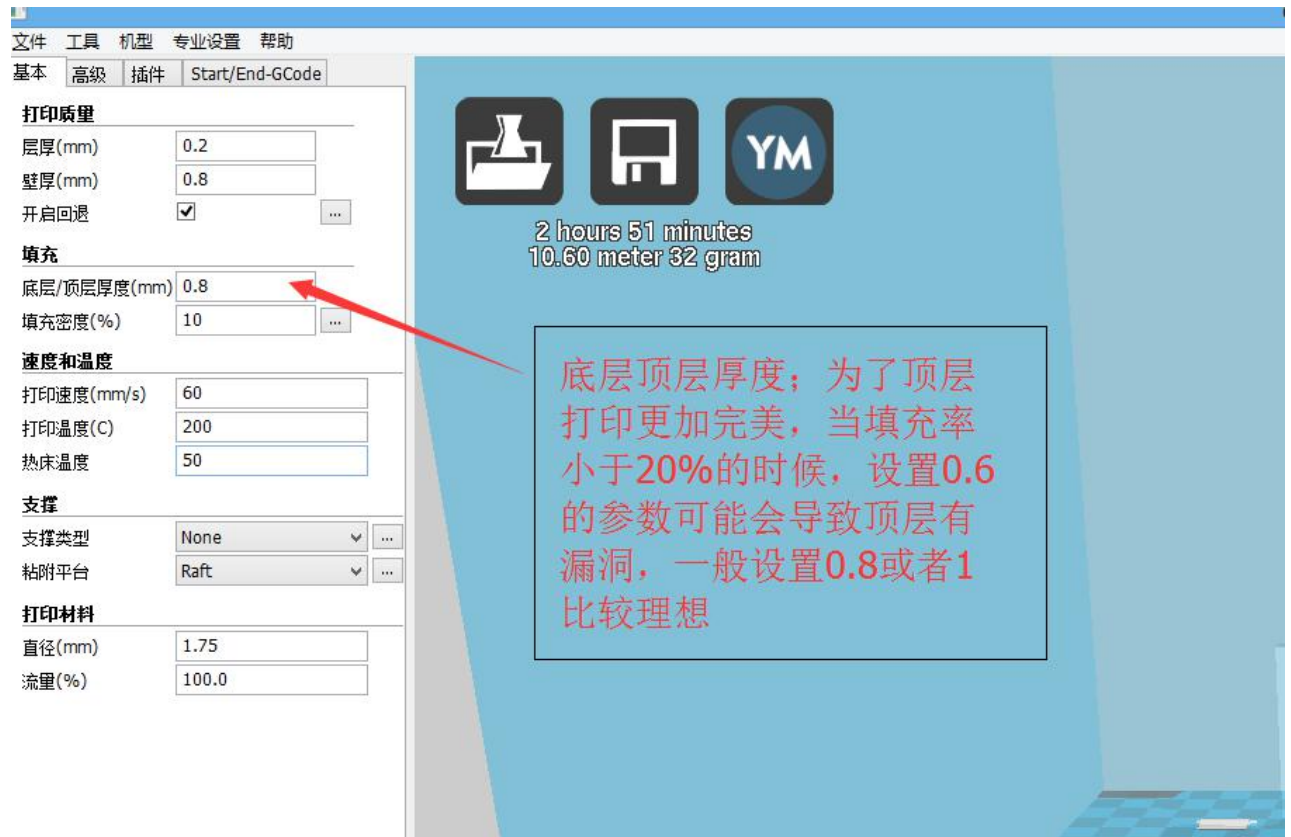 文件 工具 机型 专业设置 帮助
基本 高级 插件 Start/End-GCode
打印质量
层厚(mm) 0.2
壁厚(mm) 0.8
开启回退 ...
填充
底层/顶层厚度(mm) 0.8
填充密度(%) 10 ...
速度和温度
打印速度(mm/s) 60
打印温度(C) 200
热床温度 50
支撑
支撑类型 None ...
粘附平台 Raft ...
打印材料
直径(mm) 1.75
流量(%) 100.0
YM
2 hours 51 minutes
10.60 meter 32 gram
底层顶层厚度；为了顶层
打印更加完美，当填充率
小于20%的时候，设置0.6
的参数可能会导致顶层有
漏洞，一般设置0.8或者1
比较理想